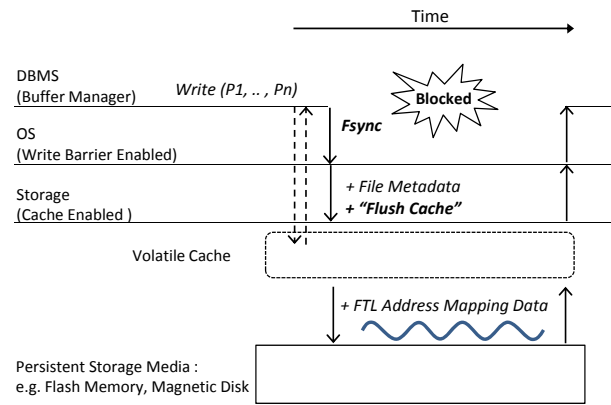 Time
DBMS
(Buffer Manager)
Write (P1, .. , Pn)
Blocked
Fsync
OS
(Write Barrier Enabled)
Storage
(Cache Enabled )
+ File Metadata
+ “Flush Cache”
Volatile Cache
+ FTL Address Mapping Data
Persistent Storage Media :
e.g. Flash Memory, Magnetic Disk